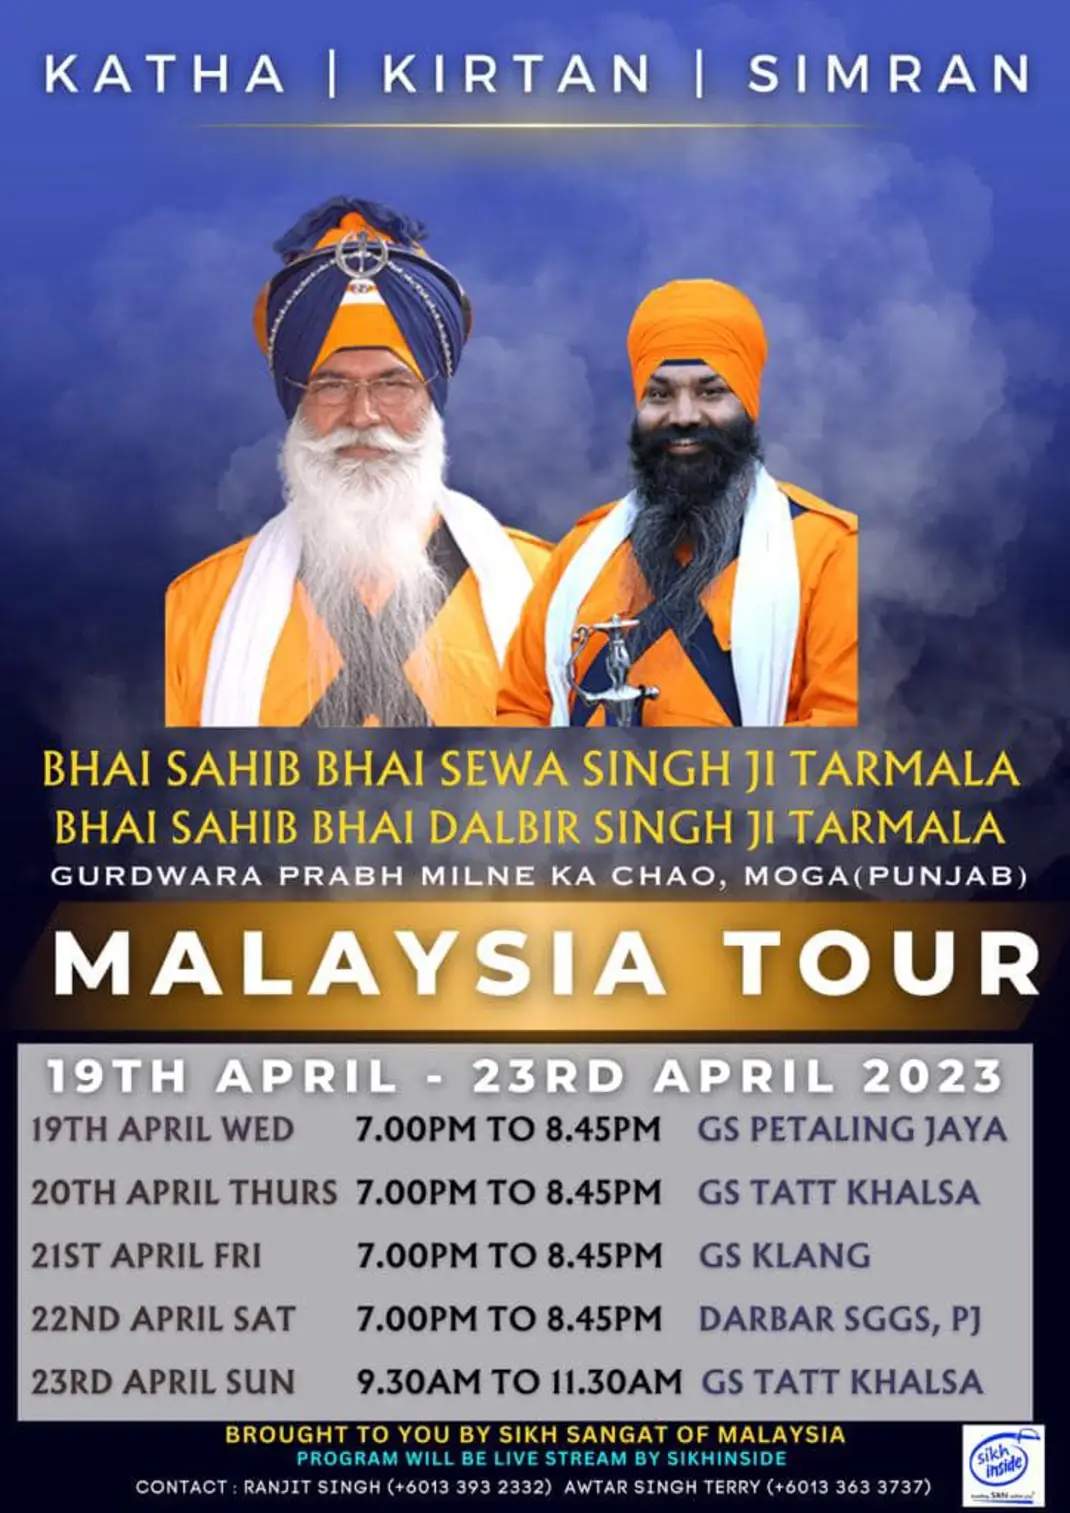 KATHA | KIRTAN | SIMRAN
BHAI SAHIB BHAI SEWA SINGH JI TARMALA
BHAI SAHIB BHAI DALBIR SINGH JI TARMALA
GURDWARA PRABH MILNE KA CHAO, MOGA(PUNJAB)
MALAYSIA TOUR
19TH APRIL - 23RD APRIL 2023
19TH APRIL WED 7.00PM TO 8.45PM GS PETALING JAYA
20TH APRIL THURS 7.00PM TO 8.45PM GS TATT KHALSA
21ST APRIL FRI 7.00PM TO 8.45PM GS KLANG
22ND APRIL SAT 7.00PM TO 8.45PM DARBAR SGGS, PJ
23RD APRIL SUN 9.30AM TO 11.30AM GS TATT KHALSA
BROUGHT TO YOU BY SIKH SANGAT OF MALAYSIA
PROGRAM WILL BE LIVE STREAM BY SIKHINSIDE
CONTACT : RANJIT SINGH (+6013 393 2332) AWTAR SINGH TERRY (+6013 363 3737)
sikh
inside